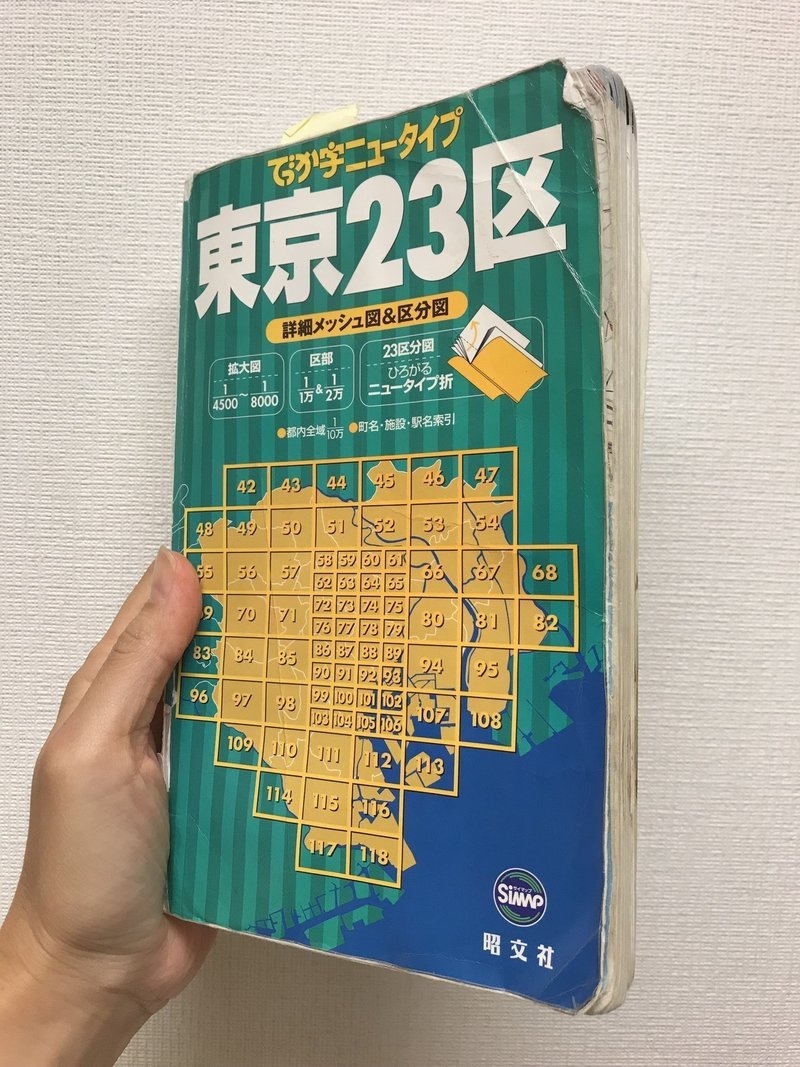 でっか字ニュータイプ
東京23区
詳細メッシュ図&区分図
拡大図
1/4500〜1/8000
区部
1/1万&1/2万
23区分図
ひろがる
ニュータイプ折
●都内全域1/10万 ●町名・施設・駅名索引
42 43 44 45 46 47
48 49 50 51 52 53 54
55 56 57 58 59 60 61 66 67 68
62 63 64 65
9 70 71 72 73 74 75 80 81 82
76 77 78 79
83 84 85 86 87 88 89 94 95
90 91 92 93
96 97 98 99 100 101 102 107 108
103 104 105 106
109 110 111 112 113
114 115 116
117 118
サイマップ
SiMAP
昭文社